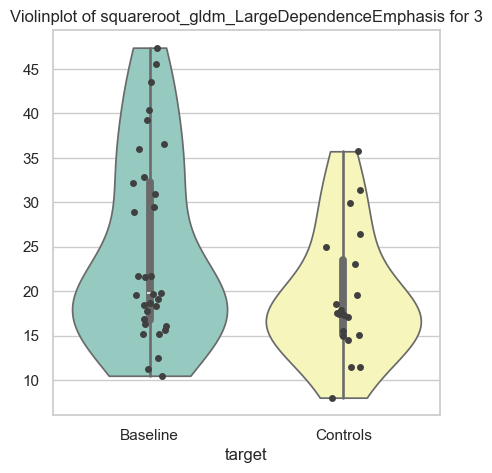 Violinplot of squareroot_gldm_LargeDependenceEmphasis for 3
45
40
35
30
25
20
15
10
Baseline
Controls
target